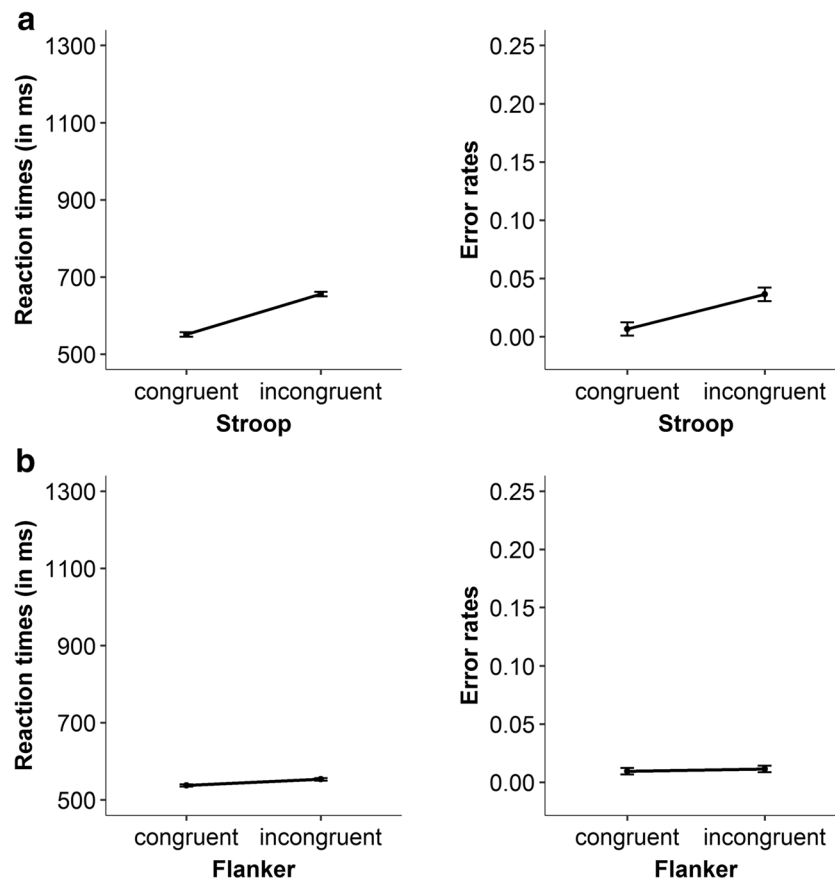 a
Reaction times (in ms)
1300
1100
900
700
500
congruent incongruent
Stroop
Error rates
0.25
0.20
0.15
0.10
0.05
0.00
congruent incongruent
Stroop
b
Reaction times (in ms)
1300
1100
900
700
500
congruent incongruent
Flanker
Error rates
0.25
0.20
0.15
0.10
0.05
0.00
congruent incongruent
Flanker